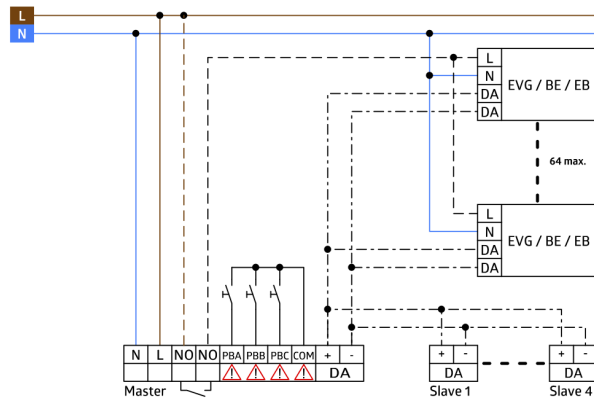 L
N
L
N
DA
DA
EVG / BE / EB
64 max.
L
N
DA
DA
EVG / BE / EB
N L NO NO PBA PBB PBC COM + -
DA
Master
+ -
DA
Slave 1
+ -
DA
Slave 4